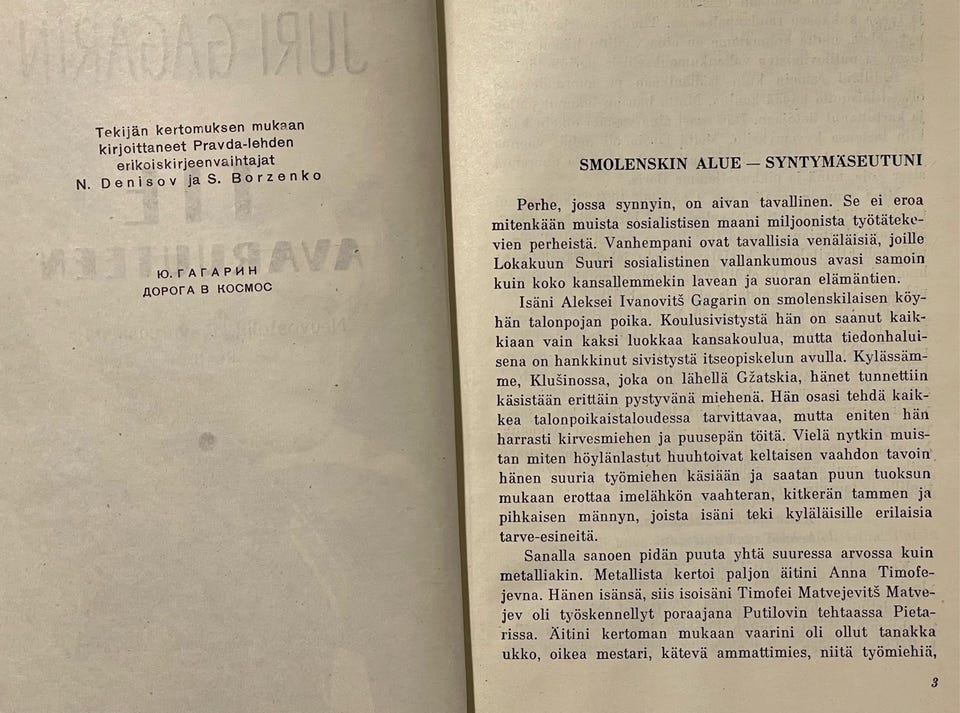 JURI GAGARIN
Tekijän kertomuksen mukaan
kirjoittaneet Pravda-lehden
erikoiskirjeenvaihtajat
N. Denisov ja S. Borzenko
TIE
AVARUUTEEN
Ю. ГАГАРИН
ДОРОГА В КОСМОС
SMOLENSKIN ALUE — SYNTYMÄSEUTUNI
Perhe, jossa synnyin, on aivan tavallinen. Se ei eroa
mitenkään muista sosialistisen maani miljoonista työtäteke-
vien perheistä. Vanhempani ovat tavallisia venäläisiä, joille
Lokakuun Suuri sosialistinen vallankumous avasi samoin
kuin koko kansallemmekin lavean ja suoran elämäntien.
Isäni Aleksei Ivanovitš Gagarin on smolenskilaisen köy-
hän talonpojan poika. Koulusivistystä hän on saanut kaik-
kiaan vain kaksi luokkaa kansakoulua, mutta tiedonhalui-
sena on hankkinut sivistystä itseopiskelun avulla. Kylässäm-
me, Klušinossa, joka on lähellä Gžatskia, hänet tunnettiin
käsistään erittäin pystyvänä miehenä. Hän osasi tehdä kaik-
kea talonpoikaistaloudessa tarvittavaa, mutta eniten hän
harrasti kirvesmiehen ja puusepän töitä. Vielä nytkin muis-
tan miten höylänlastut huuhtoivat keltaisen vaahdon tavoin
hänen suuria työmiehen käsiään ja saatan puun tuoksun
mukaan erottaa imelähkön vaahteran, kitkerän tammen ja
pihkaisen männyn, joista isäni teki kyläläisille erilaisia
tarve-esineitä.
Sanalla sanoen pidän puuta yhtä suuressa arvossa kuin
metalliakin. Metallista kertoi paljon äitini Anna Timofe-
jevna. Hänen isänsä, siis isoisäni Timofei Matvejevitš Matve-
jev oli työskennellyt poraajana Putilovin tehtaassa Pieta-
rissa. Äitini kertoman mukaan vaarini oli ollut tanakka
ukko, oikea mestari, kätevä ammattimies, niitä työmiehiä,
3